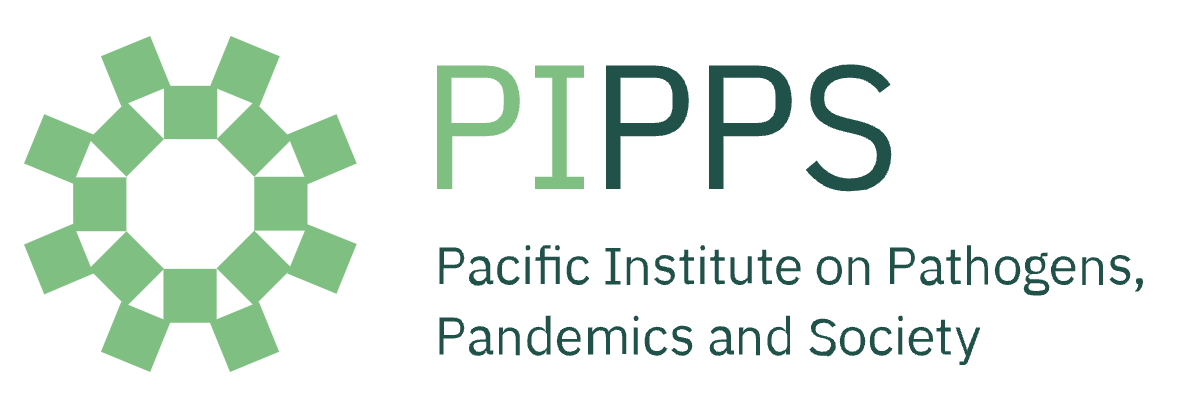 PIPPS
Pacific Institute on Pathogens,
Pandemics and Society